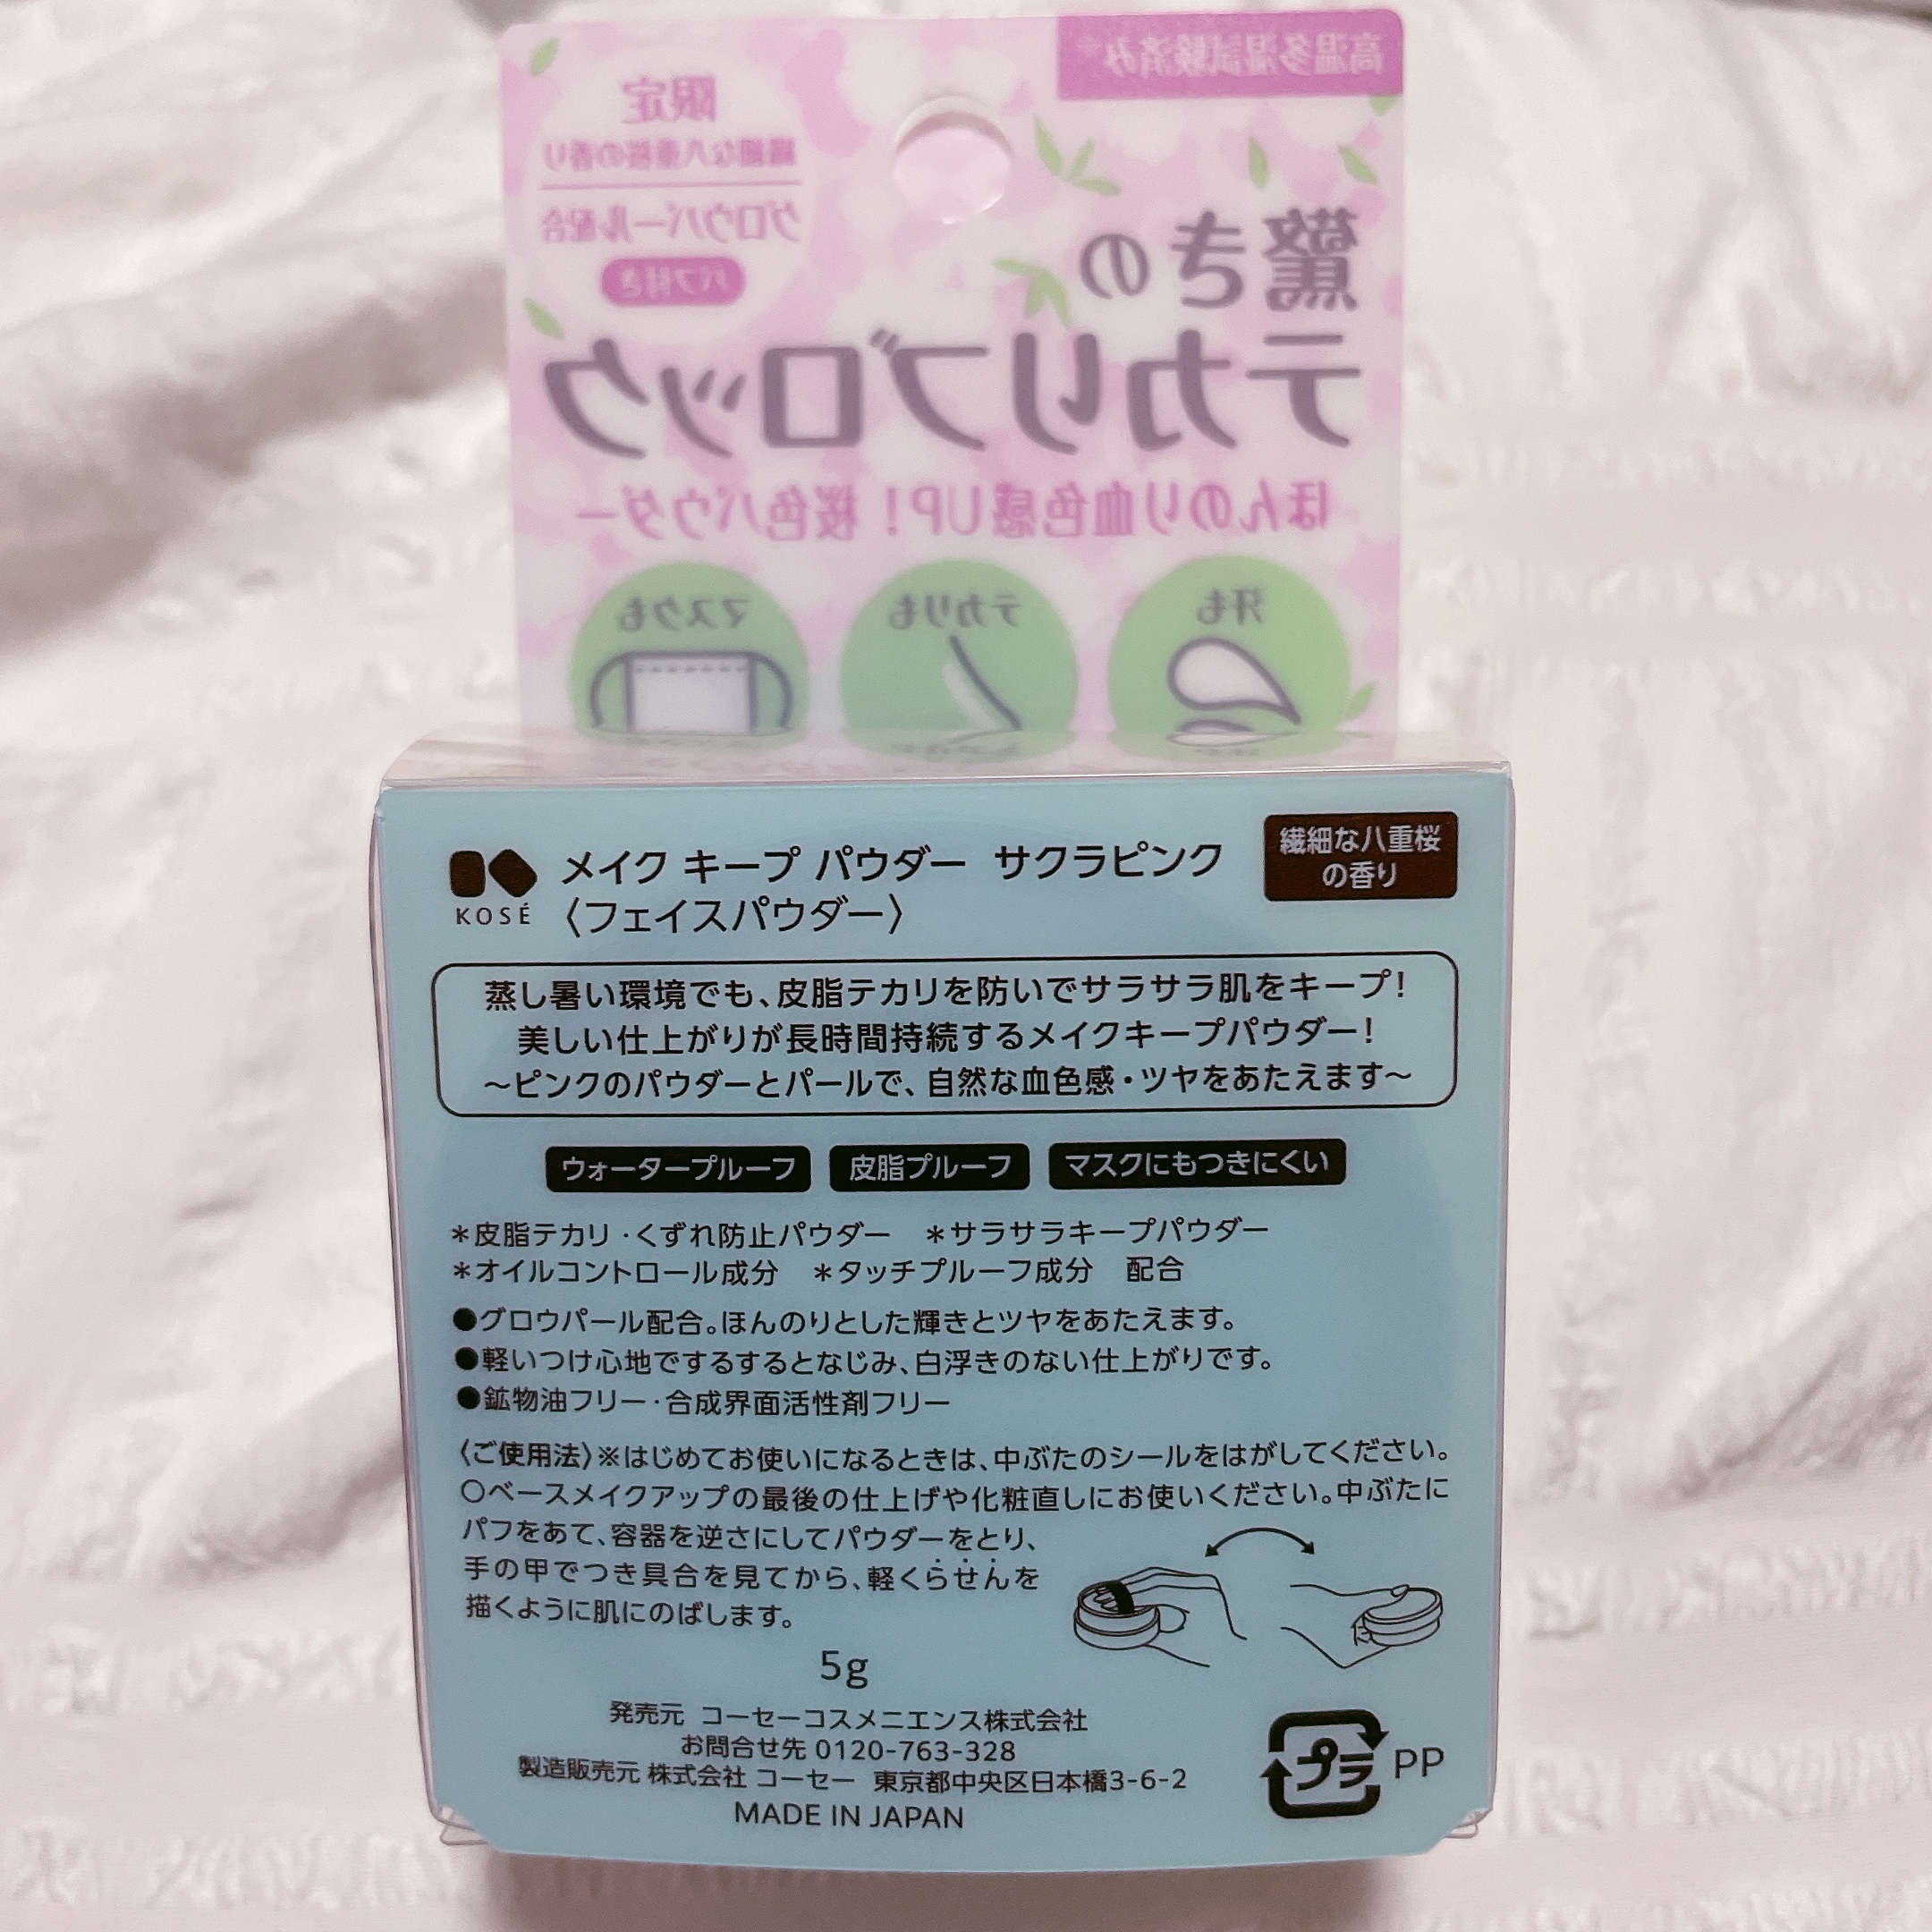 高温多湿試験済み※
限定
繊細な八重桜の香り
グロウパール配合
パフ付き
驚きの
テカリブロック
ほんのり血色感UP！桜色パウダー
汗も
テカリも
マスクも
KOSÉ
メイク キープ パウダー サクラピンク
〈フェイスパウダー〉
繊細な八重桜
の香り
蒸し暑い環境でも、皮脂テカリを防いでサラサラ肌をキープ！
美しい仕上がりが長時間持続するメイクキープパウダー！
～ピンクのパウダーとパールで、自然な血色感・ツヤをあたえます～
ウォータープルーフ
皮脂プルーフ
マスクにもつきにくい
＊皮脂テカリ・くずれ防止パウダー ＊サラサラキープパウダー
＊オイルコントロール成分 ＊タッチプルーフ成分 配合
●グロウパール配合。ほんのりとした輝きとツヤをあたえます。
●軽いつけ心地でするするとなじみ、白浮きのない仕上がりです。
●鉱物油フリー・合成界面活性剤フリー
〈ご使用法〉※はじめてお使いになるときは、中ぶたのシールをはがしてください。
○ベースメイクアップの最後の仕上げや化粧直しにお使いください。中ぶたに
パフをあて、容器を逆さにしてパウダーをとり、
手の甲でつき具合を見てから、軽くらせんを
描くように肌にのばします。
5g
発売元 コーセーコスメニエンス株式会社
お問合せ先 0120-763-328
製造販売元 株式会社 コーセー 東京都中央区日本橋3-6-2
MADE IN JAPAN
プラ
PP